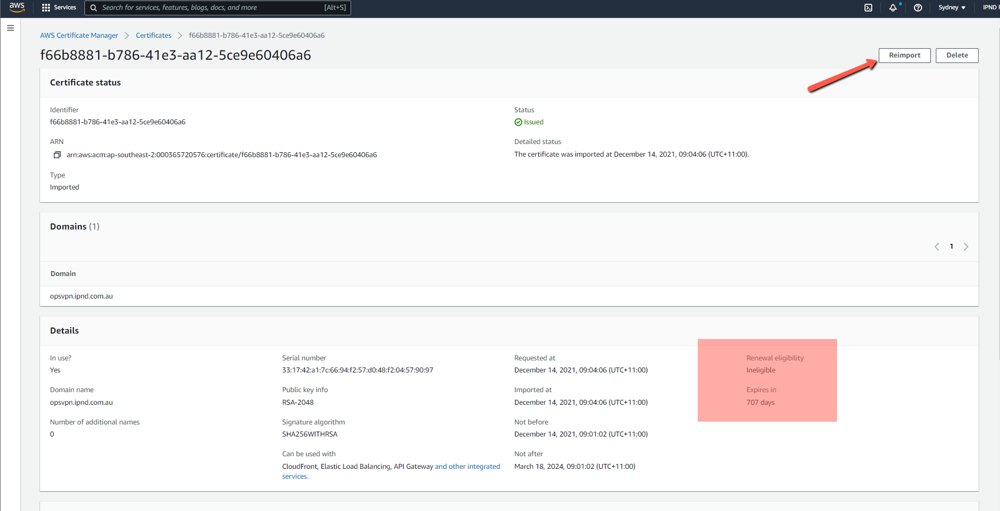 aws
Services
Search for services, features, blogs, docs, and more
[Alt+S]
Sydney ▼
IPND
AWS Certificate Manager > Certificates > f66b8881-b786-41e3-aa12-5ce9e60406a6
f66b8881-b786-41e3-aa12-5ce9e60406a6
Reimport
Delete
Certificate status
Identifier
f66b8881-b786-41e3-aa12-5ce9e60406a6
Status
Issued
ARN
arn:aws:acm:ap-southeast-2:000365720576:certificate/f66b8881-b786-41e3-aa12-5ce9e60406a6
Detailed status
The certificate was imported at December 14, 2021, 09:04:06 (UTC+11:00).
Type
Imported
Domains (1)
1
Domain
opsvpn.ipnd.com.au
Details
In use?
Yes
Domain name
opsvpn.ipnd.com.au
Number of additional names
0
Serial number
33:17:42:a1:7c:66:94:f2:57:d0:48:f2:04:57:90:97
Public key info
RSA-2048
Signature algorithm
SHA256WITHRSA
Can be used with
CloudFront, Elastic Load Balancing, API Gateway and other integrated
services.
Requested at
December 14, 2021, 09:04:06 (UTC+11:00)
Imported at
December 14, 2021, 09:04:06 (UTC+11:00)
Not before
December 14, 2021, 09:01:02 (UTC+11:00)
Not after
March 18, 2024, 09:01:02 (UTC+11:00)
Renewal eligibility
Ineligible
Expires in
707 days